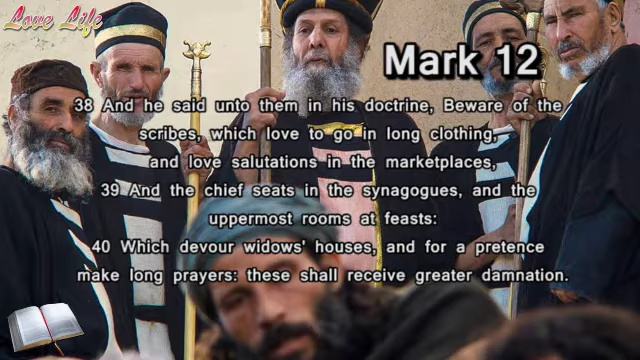 Love Life
Mark 12
38 And he said unto them in his doctrine, Beware of the
scribes, which love to go in long clothing,
and love salutations in the marketplaces,
39 And the chief seats in the synagogues, and the
uppermost rooms at feasts:
40 Which devour widows' houses, and for a pretence
make long prayers: these shall receive greater damnation.